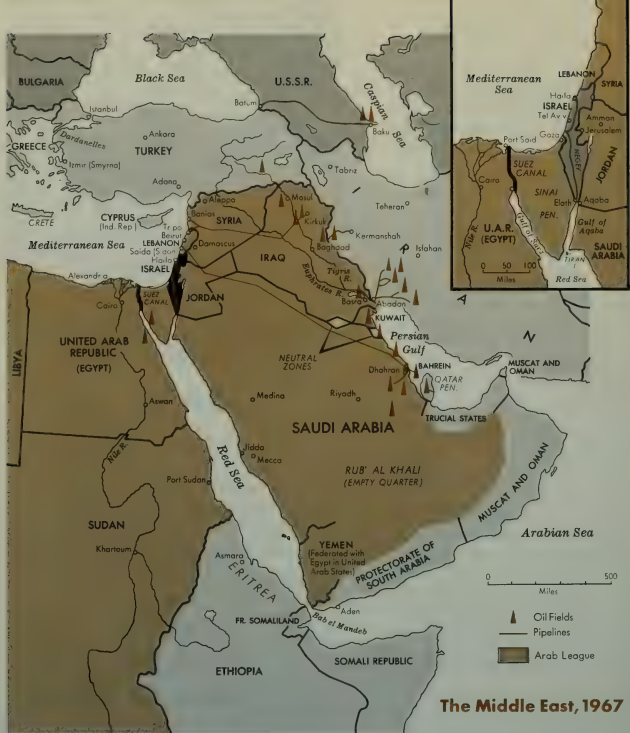 BULGARIA
Black Sea
U.S.S.R.
Caspian
Sea
Istanbul
Batum
Baku
Dardanelles
Ankara
GREECE
TURKEY
Izmir (Smyrna)
Adana
Tabriz
Teheran
CRETE
CYPRUS
(Ind. Rep.)
Aleppo
Banias
SYRIA
Mosul
Kirkuk
Kermanshah
Mediterranean Sea
Beirut
LEBANON
Damascus
Baghdad
Isfahan
Haifa
ISRAEL
IRAQ
Tigris
R.
Euphrates R.
Basra
Abadan
Alexandria
SUEZ
CANAL
JORDAN
Cairo
KUWAIT
Persian
Gulf
UNITED ARAB
REPUBLIC
(EGYPT)
LIBYA
NEUTRAL
ZONES
Dhahran
BAHREIN
QATAR
PEN.
MUSCAT AND
OMAN
Aswan
Medina
Riyadh
TRUCIAL STATES
SAUDI ARABIA
Nile R.
Red Sea
Jidda
Mecca
RUB' AL KHALI
(EMPTY QUARTER)
MUSCAT AND OMAN
Port Sudan
SUDAN
Arabian Sea
Khartoum
YEMEN
(Federated with
Egypt in United
Arab States)
PROTECTORATE OF
SOUTH ARABIA
Asmara
ERITREA
Aden
FR. SOMALILAND
Bab el Mandeb
ETHIOPIA
SOMALI REPUBLIC
0 500
Miles
Oil Fields
Pipelines
Arab League
The Middle East, 1967
Mediterranean
Sea
LEBANON
SYRIA
Haifa
ISRAEL
Tel Aviv
Amman
Jerusalem
Gaza
Port Said
SUEZ
CANAL
NEGEV
JORDAN
Cairo
SINAI
PEN.
Elath
Aqaba
U.A.R.
(EGYPT)
Nile R.
Gulf of Suez
Gulf of
Aqaba
SAUDI
ARABIA
TIRAN
0 50 100
Miles
Red Sea